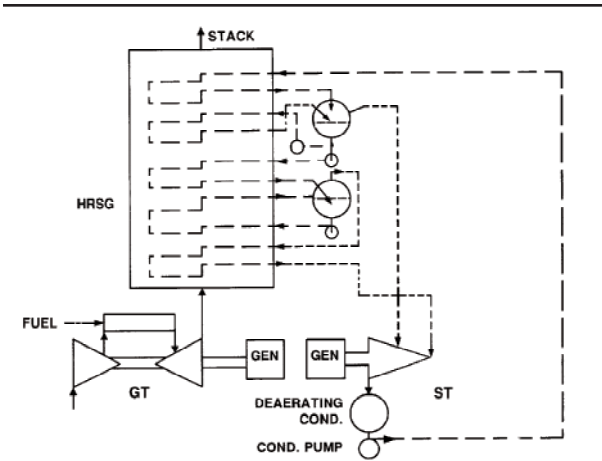 STACK
HRSG
FUEL
GEN
GEN
GT
ST
DEAERATING
COND.
COND. PUMP